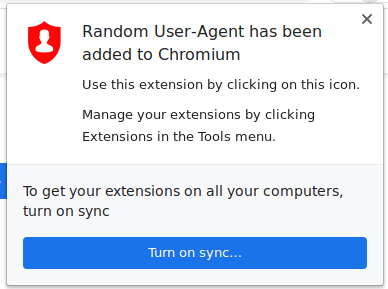 Random User-Agent has been
added to Chromium
Use this extension by clicking on this icon.
Manage your extensions by clicking
Extensions in the Tools menu.
To get your extensions on all your computers,
turn on sync
Turn on sync...